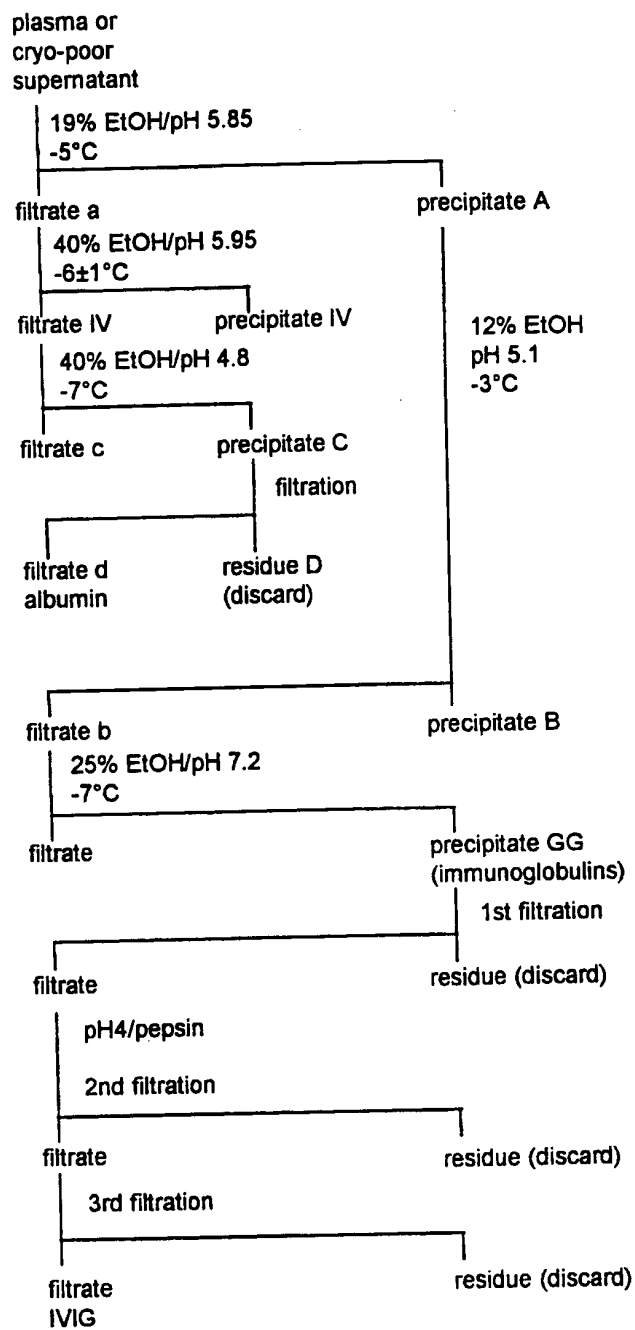 plasma or
cryo-poor
supernatant
19% EtOH/pH 5.85
-5°C
filtrate a
precipitate A
40% EtOH/pH 5.95
-6±1°C
filtrate IV
precipitate IV
12% EtOH
pH 5.1
-3°C
40% EtOH/pH 4.8
-7°C
filtrate c
precipitate C
filtration
filtrate d
albumin
residue D
(discard)
filtrate b
precipitate B
25% EtOH/pH 7.2
-7°C
filtrate
precipitate GG
(immunoglobulins)
1st filtration
filtrate
residue (discard)
pH4/pepsin
2nd filtration
filtrate
residue (discard)
3rd filtration
filtrate
IVIG
residue (discard)